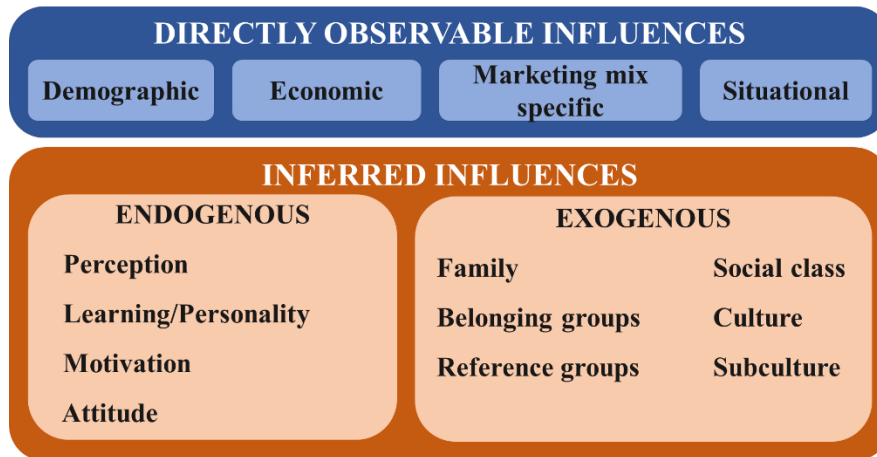 DIRECTLY OBSERVABLE INFLUENCES
Demographic
Economic
Marketing mix
specific
Situational
INFERRED INFLUENCES
ENDOGENOUS
Perception
Learning/Personality
Motivation
Attitude
EXOGENOUS
Family
Belonging groups
Reference groups
Social class
Culture
Subculture